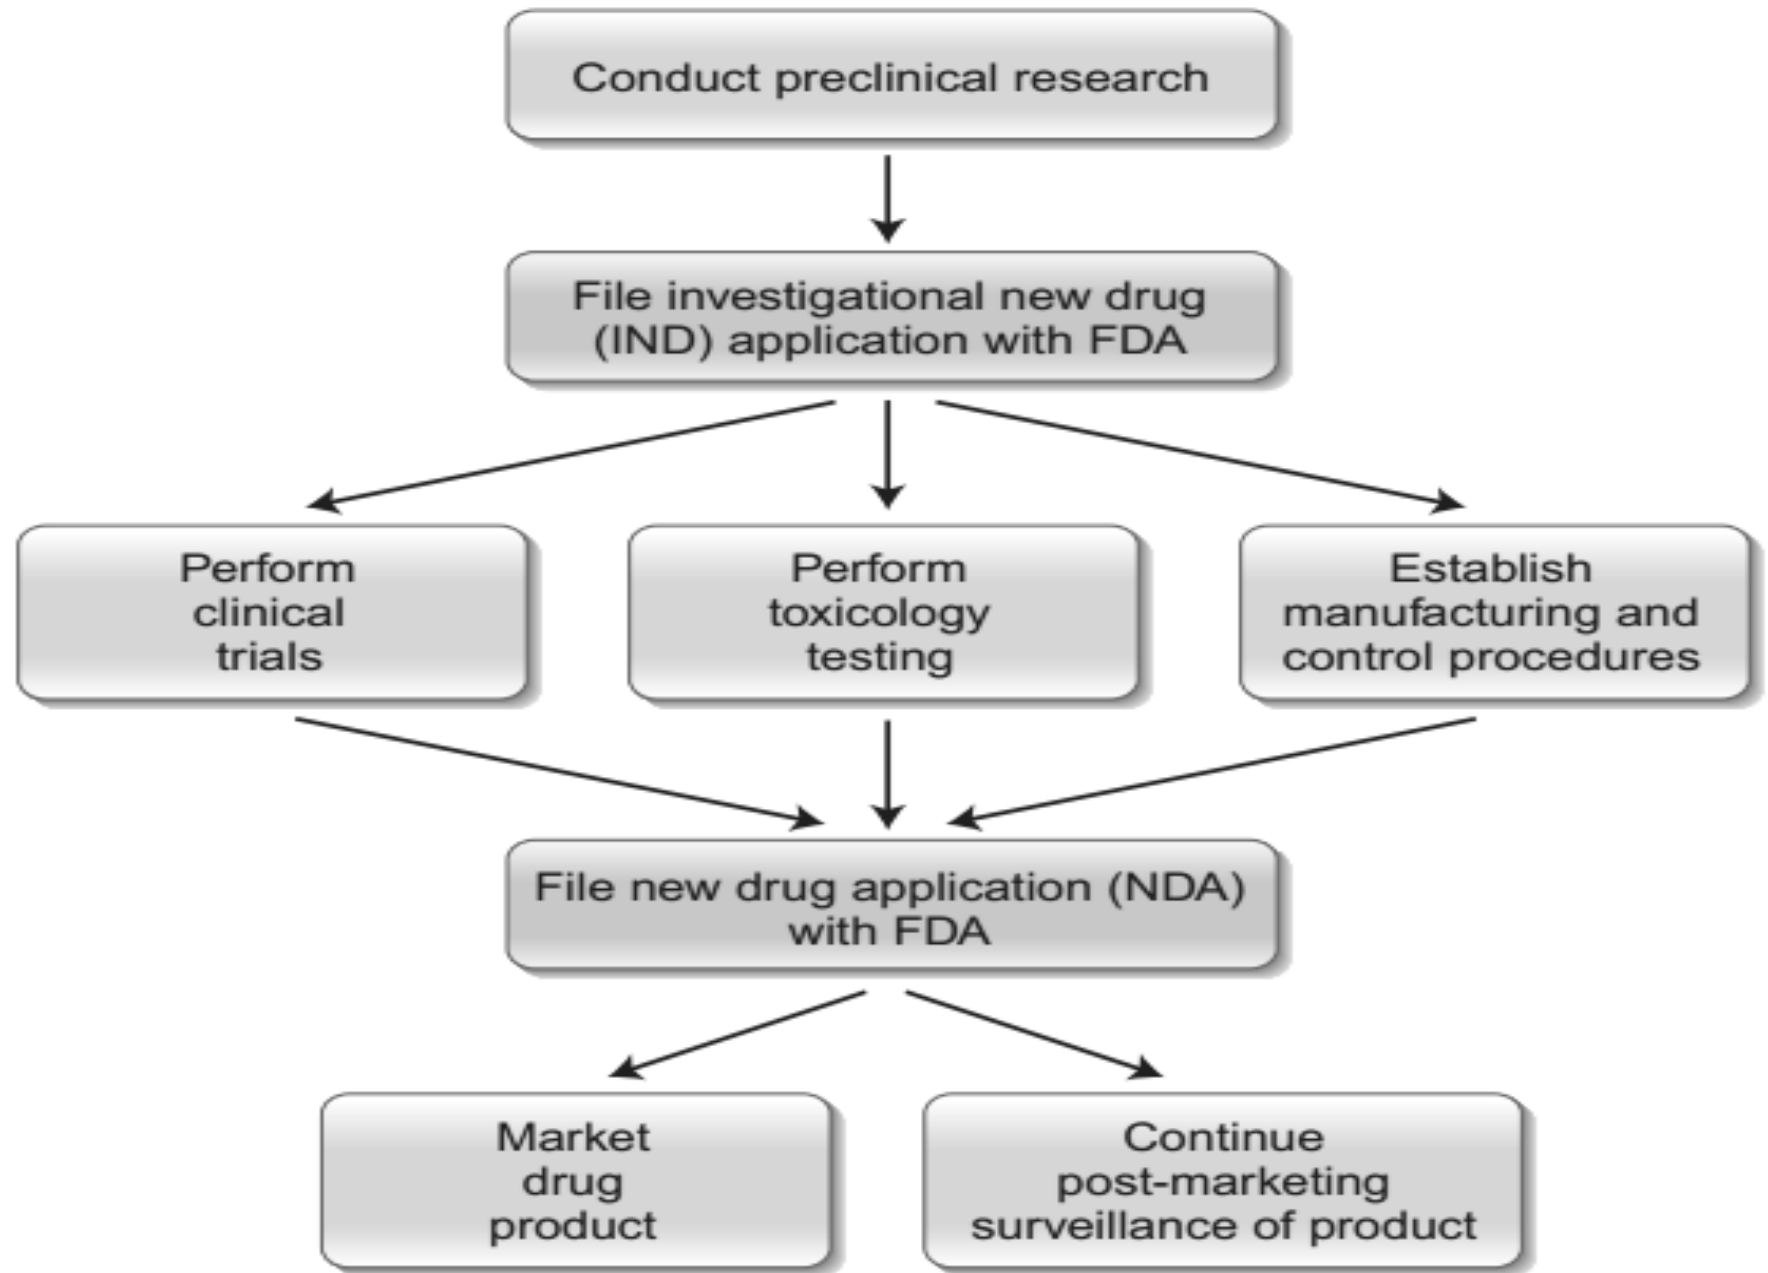 Conduct preclinical research
File investigational new drug
(IND) application with FDA
Perform
clinical
trials
Perform
toxicology
testing
Establish
manufacturing and
control procedures
File new drug application (NDA)
with FDA
Market
drug
product
Continue
post-marketing
surveillance of product